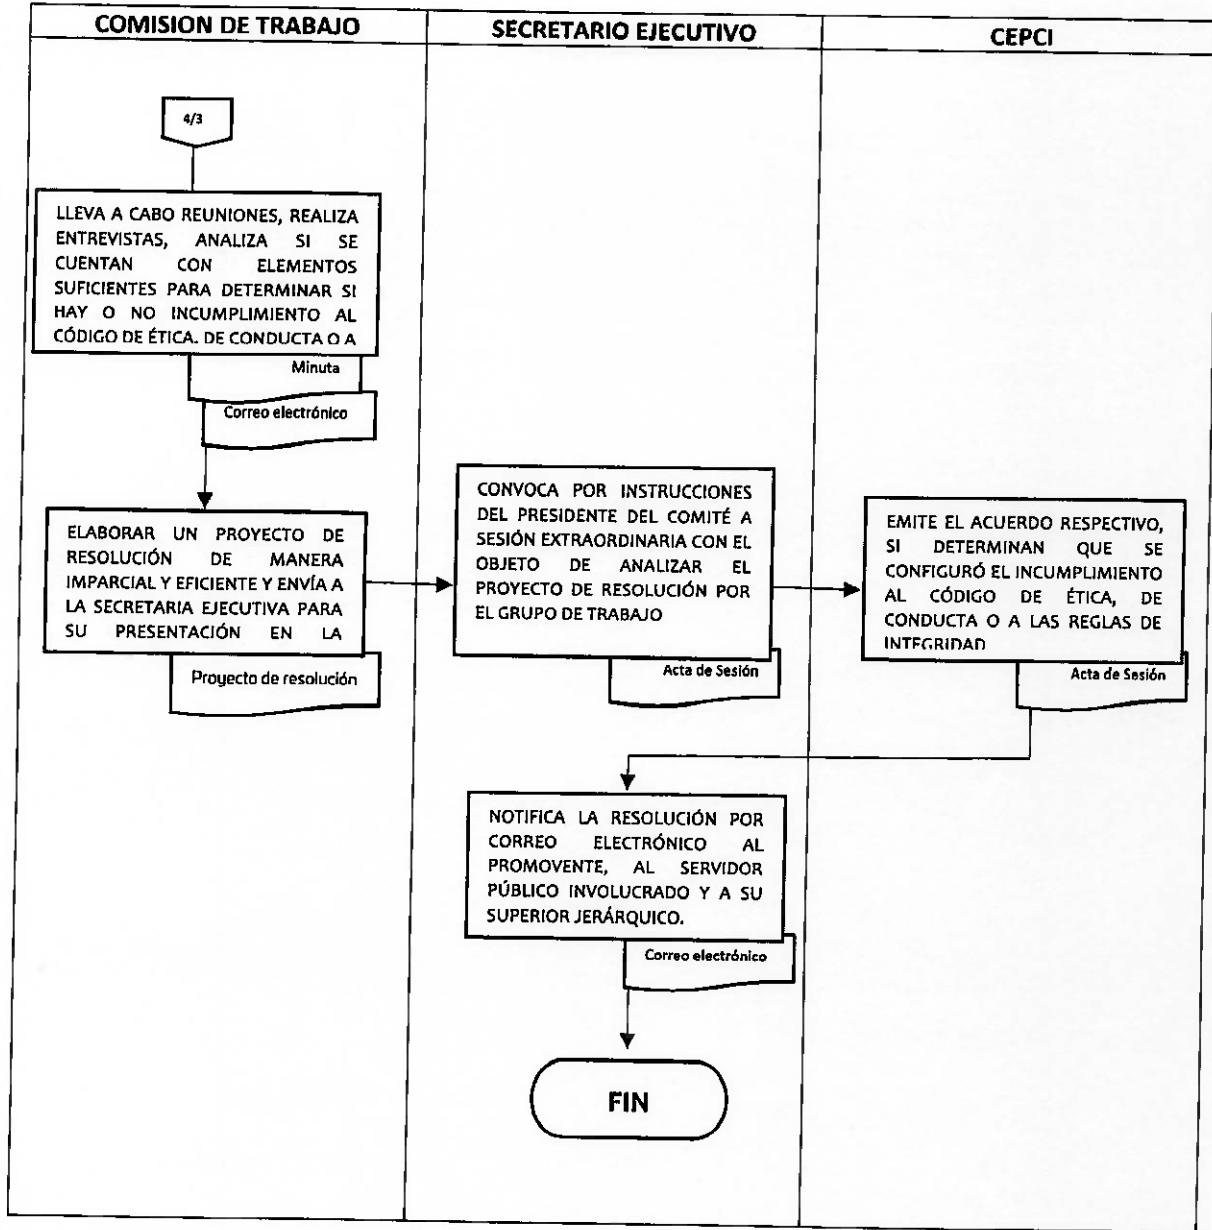 COMISION DE TRABAJO
SECRETARIO EJECUTIVO
CEPCI
4/3
LLEVA A CABO REUNIONES, REALIZA
ENTREVISTAS, ANALIZA SI SE
CUENTAN CON ELEMENTOS
SUFICIENTES PARA DETERMINAR SI
HAY O NO INCUMPLIMIENTO AL
CÓDIGO DE ÉTICA. DE CONDUCTA O A
Minuta
Correo electrónico
ELABORAR UN PROYECTO DE
RESOLUCIÓN DE MANERA
IMPARCIAL Y EFICIENTE Y ENVÍA A
LA SECRETARIA EJECUTIVA PARA
SU PRESENTACIÓN EN LA
Proyecto de resolución
CONVOCA POR INSTRUCCIONES
DEL PRESIDENTE DEL COMITÉ A
SESIÓN EXTRAORDINARIA CON EL
OBJETO DE ANALIZAR EL
PROYECTO DE RESOLUCIÓN POR
EL GRUPO DE TRABAJO
Acta de Sesión
EMITE EL ACUERDO RESPECTIVO,
SI DETERMINAN QUE SE
CONFIGURÓ EL INCUMPLIMIENTO
AL CÓDIGO DE ÉTICA, DE
CONDUCTA O A LAS REGLAS DE
INTEGRIDAD
Acta de Sesión
NOTIFICA LA RESOLUCIÓN POR
CORREO ELECTRÓNICO AL
PROMOVENTE, AL SERVIDOR
PÚBLICO INVOLUCRADO Y A SU
SUPERIOR JERÁRQUICO.
Correo electrónico
FIN